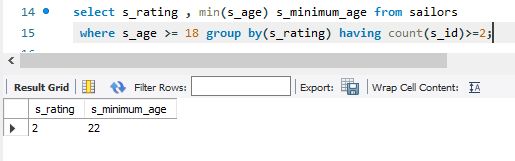 14 select s_rating , min(s_age) s_minimum_age from sailors
15 where s_age >= 18 group by(s_rating) having count(s_id)>=2;
Result Grid Filter Rows: Export: Wrap Cell Content: IA
s_rating s_minimum_age
2 22